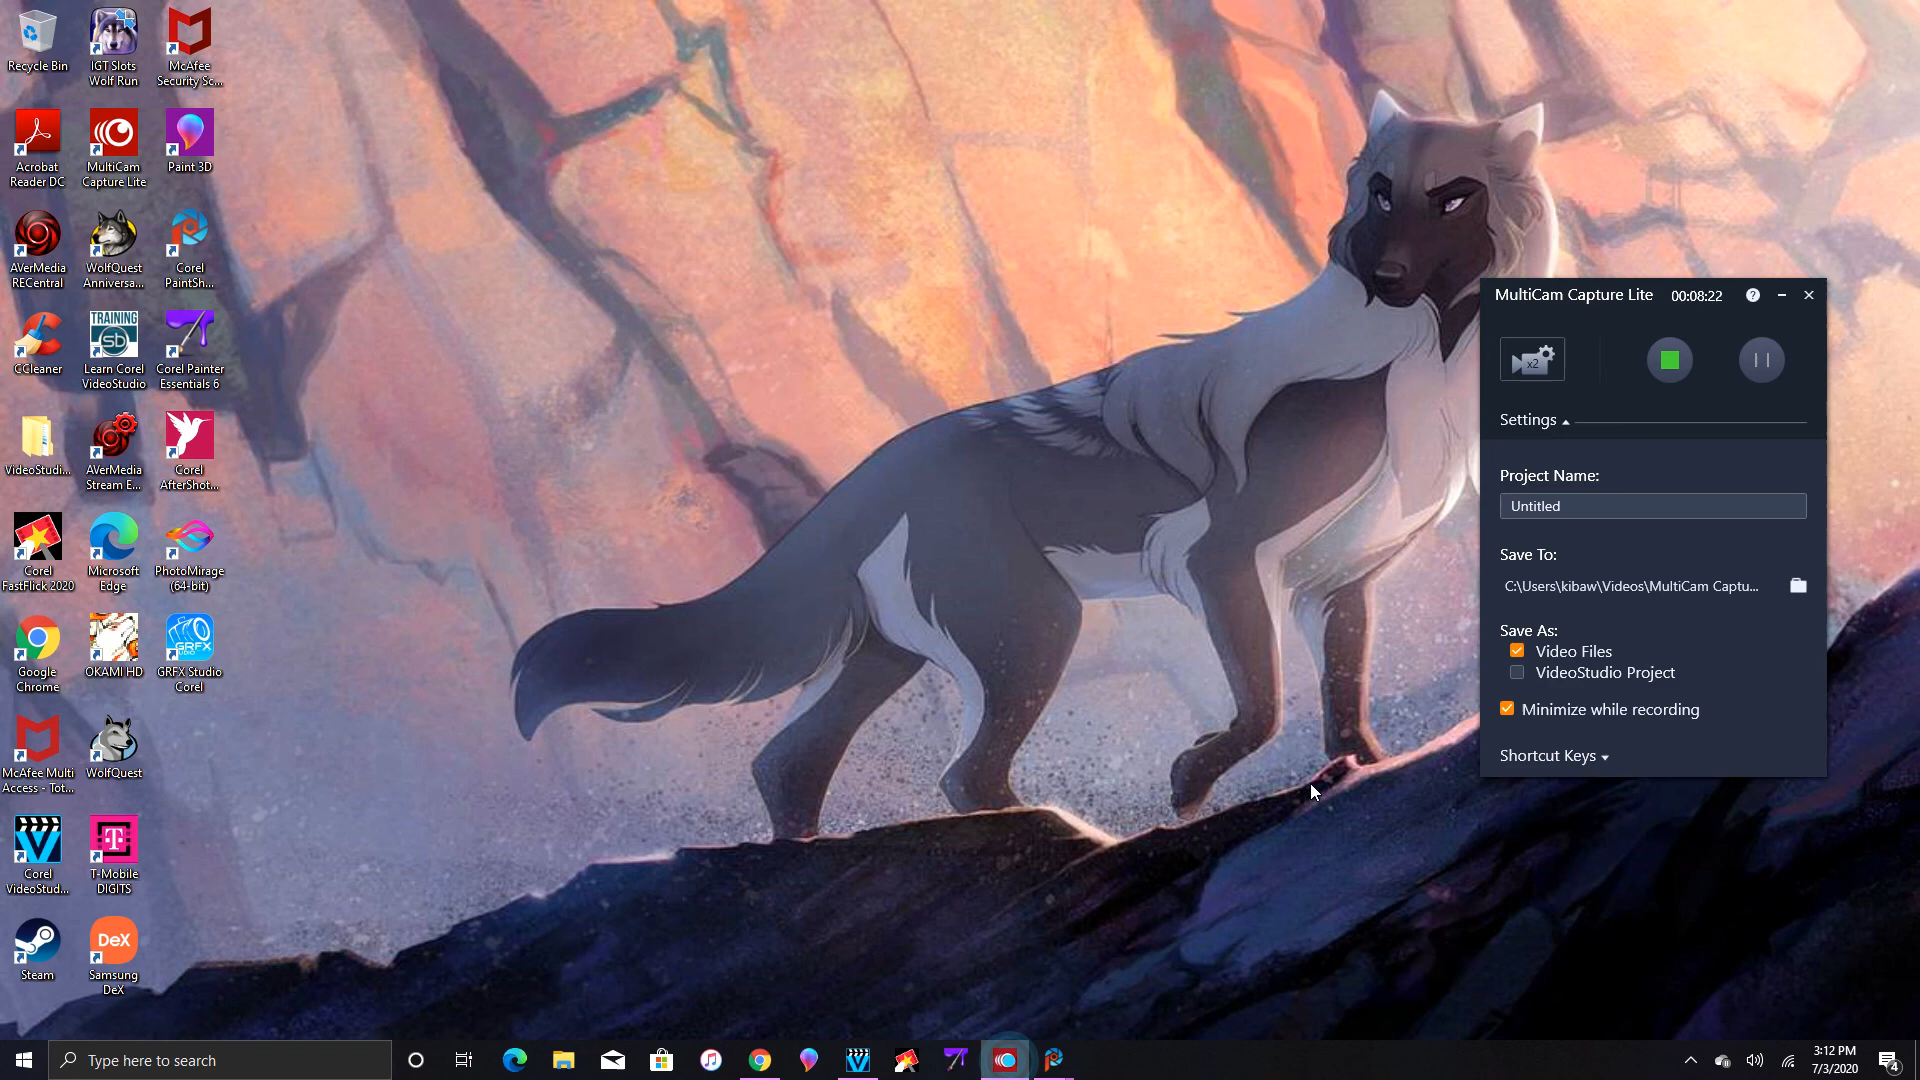 Recycle Bin
IGT Slots
Wolf Run
McAfee
Security Sc...
Acrobat
Reader DC
MultiCam
Capture Lite
Paint 3D
AVerMedia
RECentral
WolfQuest
Anniversa...
Corel
PaintSh...
CCleaner
TRAINING
sb
Learn Corel
VideoStudio
Corel Painter
Essentials 6
VideoStudi...
AVerMedia
Stream E...
Corel
AfterShot...
Corel
FastFlick 2020
Microsoft
Edge
PhotoMirage
(64-bit)
Google
Chrome
OKAMI HD
GRFX
GRFX Studio
Corel
McAfee Multi
Access - Tot...
WolfQuest
Corel
VideoStud...
T
T-Mobile
DIGITS
Steam
DeX
Samsung
DeX
MultiCam Capture Lite 00:08:22 ?
x2
Settings
Project Name:
Untitled
Save To:
C:\Users\kibaw\Videos\MultiCam Captu...
Save As:
Video Files
VideoStudio Project
Minimize while recording
Shortcut Keys
Type here to search
3:12 PM
7/3/2020
4